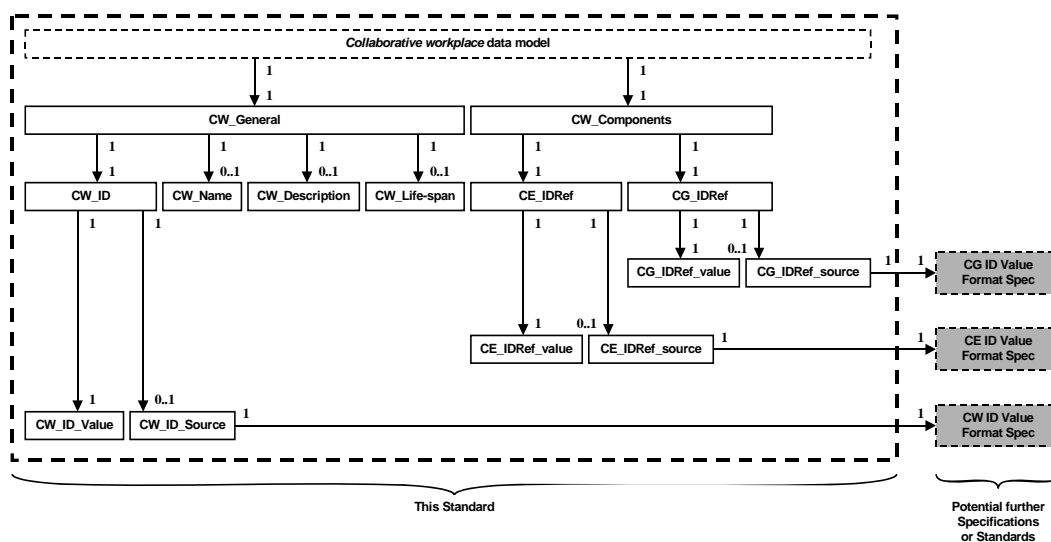 Collaborative workplace data model
1
1
1
1
CW_General
CW_Components
1
1
1
1
1
1
1
0..1
0..1
0..1
1
1
CW_ID
CW_Name
CW_Description
CW_Life-span
CE_IDRef
CG_IDRef
1
1
1
1
1
1
1
0..1
1
1
CG_IDRef_value
CG_IDRef_source
CG ID Value
Format Spec
1
0..1
1
1
CE_IDRef_value
CE_IDRef_source
CE ID Value
Format Spec
1
0..1
1
1
CW_ID_Value
CW_ID_Source
CW ID Value
Format Spec
This Standard
Potential further
Specifications
or Standards